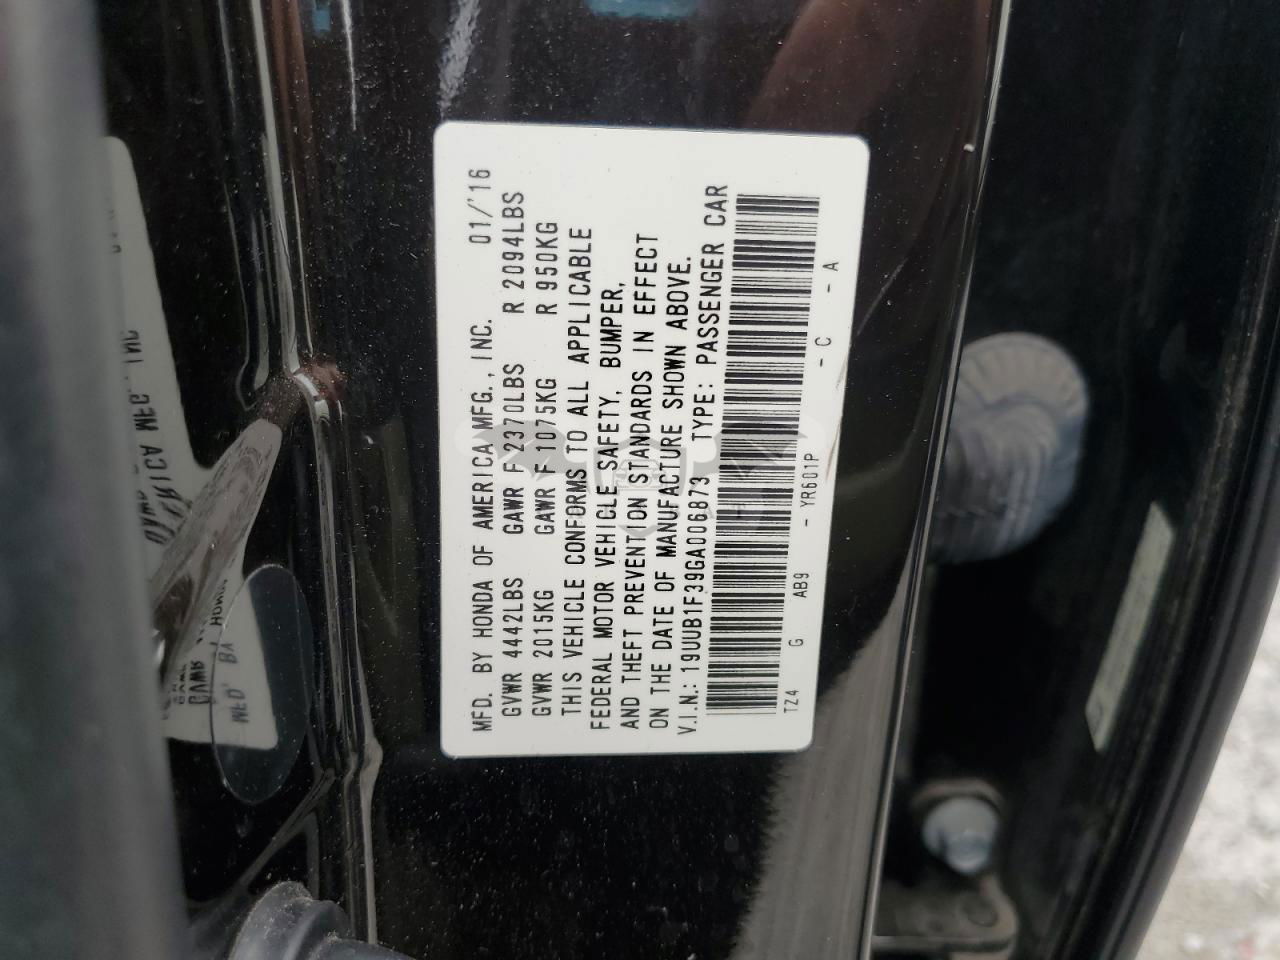 MFD. BY HONDA OF AMERICA MFG., INC. 01/'16
GVWR 4442LBS GAWR F 2370LBS R 2094LBS
GVWR 2015KG GAWR F 1075KG R 950KG
THIS VEHICLE CONFORMS TO ALL APPLICABLE
FEDERAL MOTOR VEHICLE SAFETY, BUMPER,
AND THEFT PREVENTION STANDARDS IN EFFECT
ON THE DATE OF MANUFACTURE SHOWN ABOVE.
V.I.N.: 19UUB1F39GA006873 TYPE: PASSENGER CAR
TZ4 G AB9 - YR601P - C - A